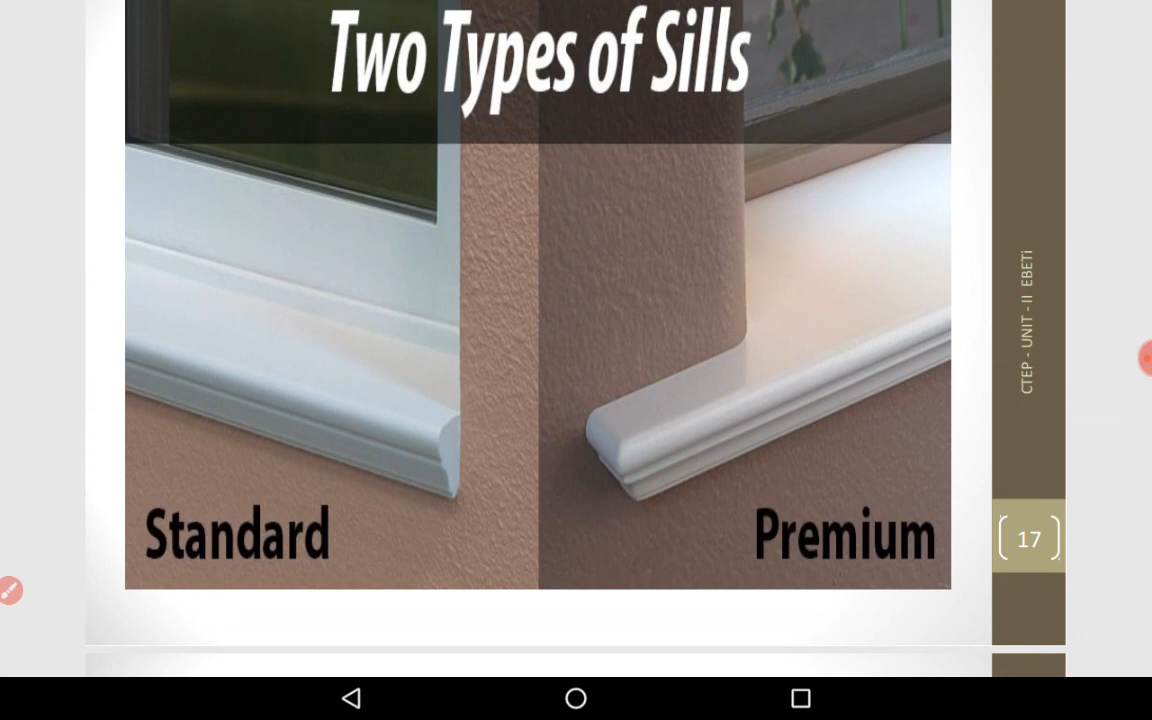 Two Types of Sills
Standard
Premium
CTEP - UNIT - II EBETi
17